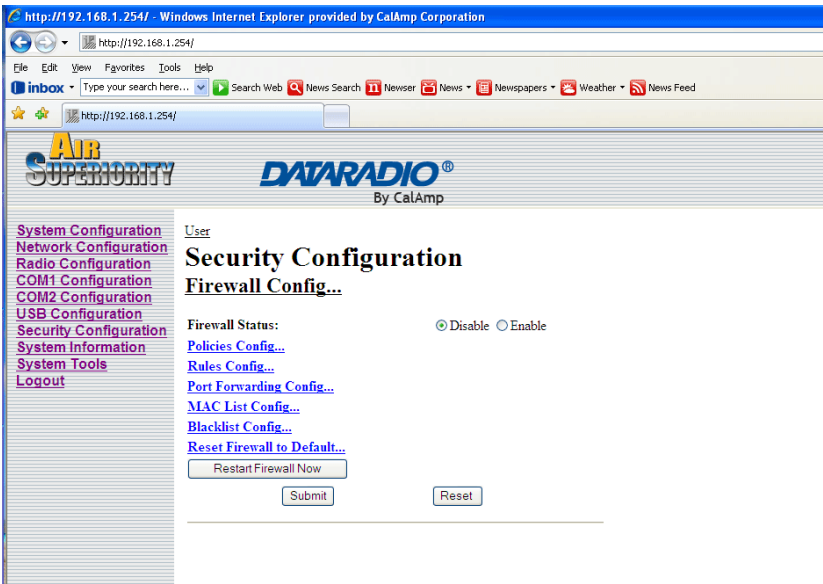 http://192.168.1.254/ - Windows Internet Explorer provided by CalAmp Corporation
http://192.168.1.254/
File Edit View Favorites Tools Help
inbox Type your search here... Search Web News Search Newser News Newspapers Weather News Feed
http://192.168.1.254/
AIR
SUPERIORITY
DATARADIO®
By CalAmp
System Configuration
Network Configuration
Radio Configuration
COM1 Configuration
COM2 Configuration
USB Configuration
Security Configuration
System Information
System Tools
Logout
User
Security Configuration
Firewall Config...
Firewall Status: Disable Enable
Policies Config...
Rules Config...
Port Forwarding Config...
MAC List Config...
Blacklist Config...
Reset Firewall to Default...
Restart Firewall Now
Submit Reset